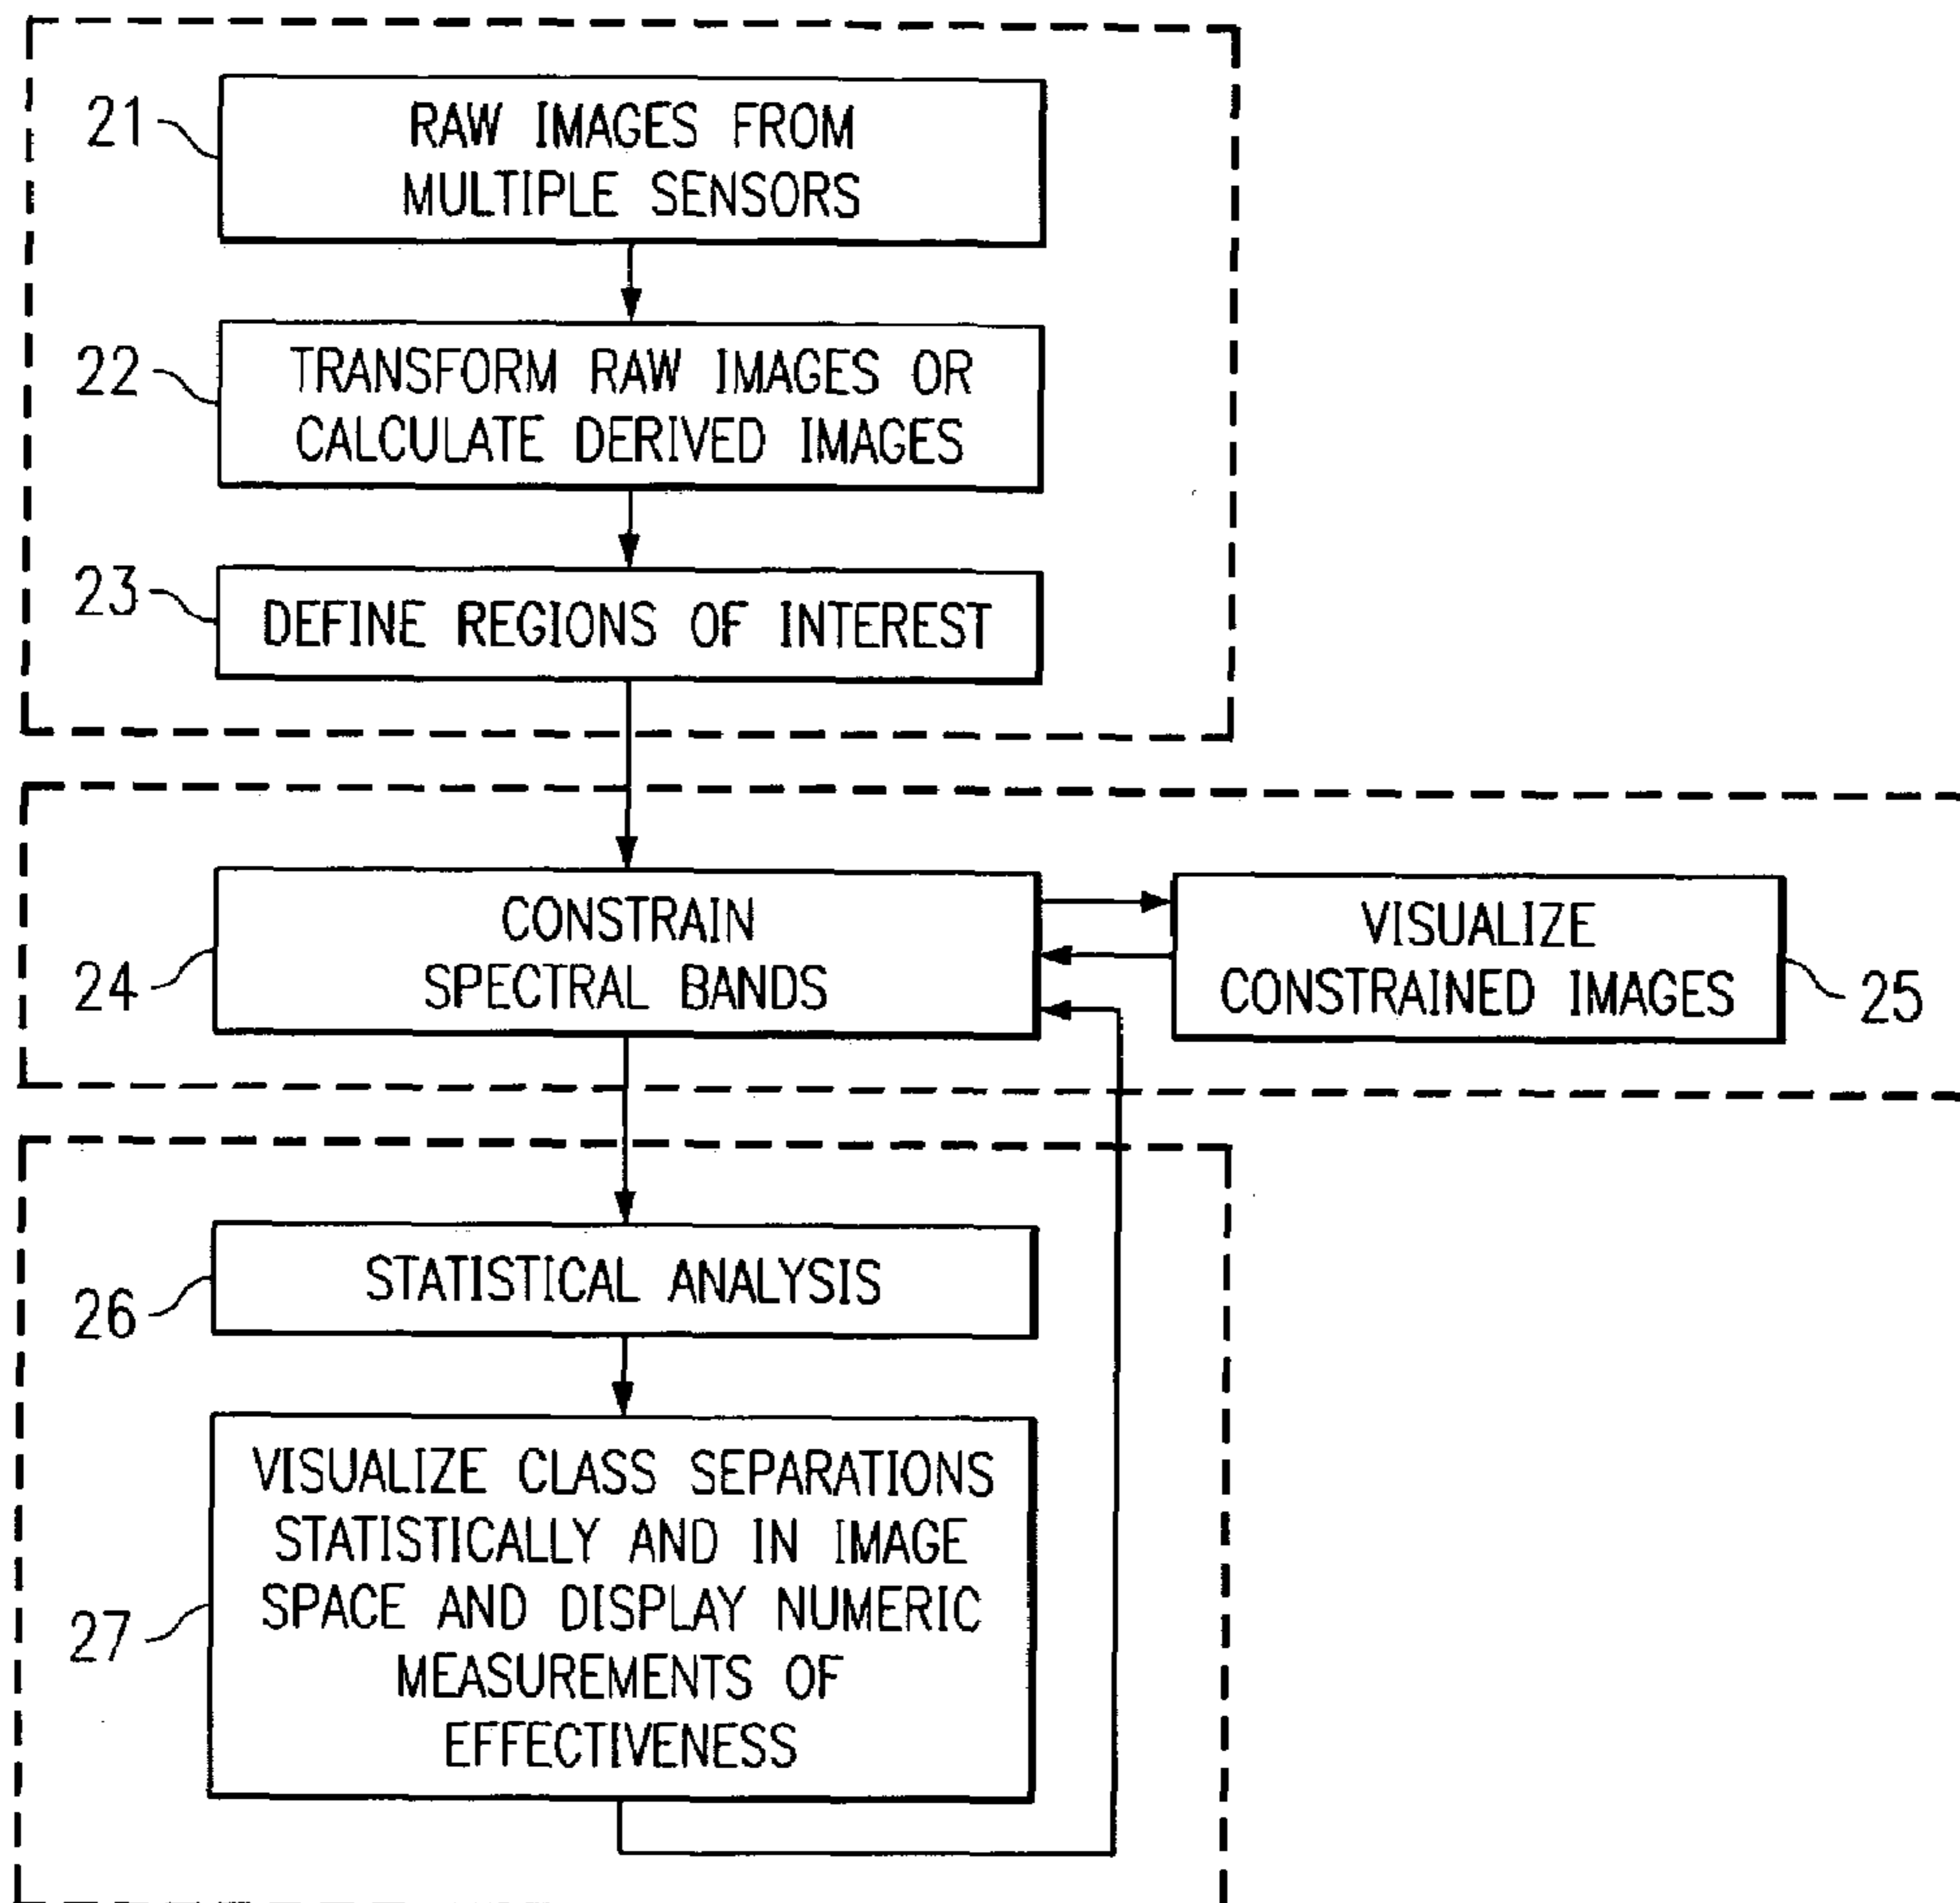 21
RAW IMAGES FROM
MULTIPLE SENSORS
22
TRANSFORM RAW IMAGES OR
CALCULATE DERIVED IMAGES
23
DEFINE REGIONS OF INTEREST
24
CONSTRAIN
SPECTRAL BANDS
VISUALIZE
CONSTRAINED IMAGES
25
26
STATISTICAL ANALYSIS
27
VISUALIZE CLASS SEPARATIONS
STATISTICALLY AND IN IMAGE
SPACE AND DISPLAY NUMERIC
MEASUREMENTS OF
EFFECTIVENESS